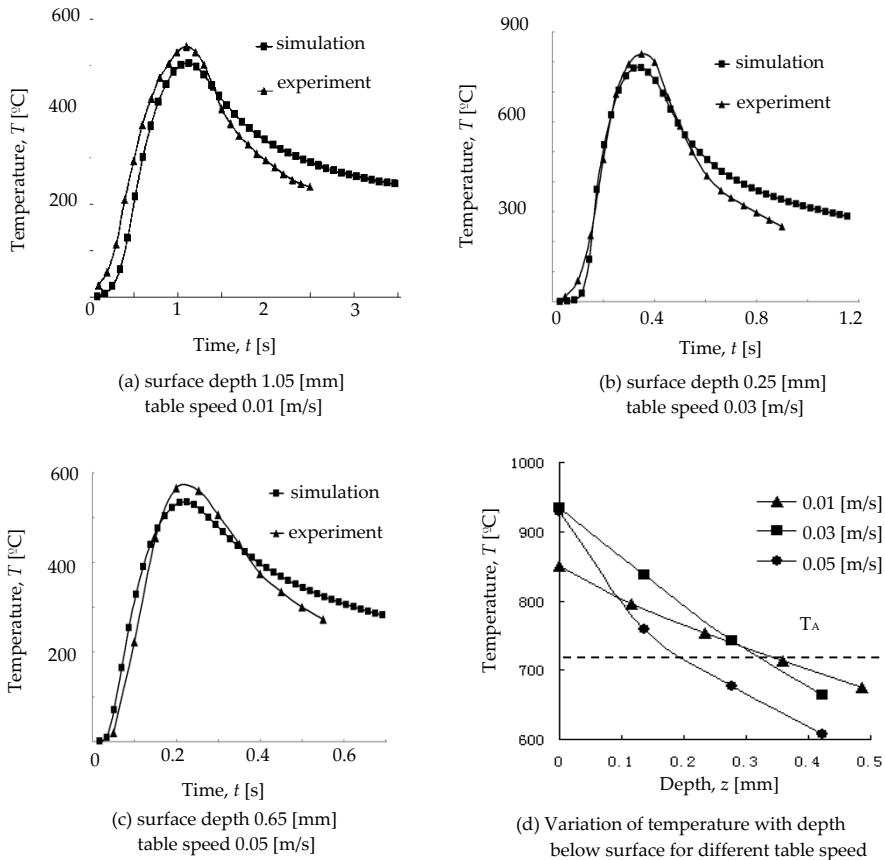 600
400
200
0
1
2
3
Temperature, T [ºC]
Time, t [s]
simulation
experiment
(a) surface depth 1.05 [mm]
table speed 0.01 [m/s]
900
600
300
0
0.4
0.8
1.2
Temperature, T [ºC]
Time, t [s]
simulation
experiment
(b) surface depth 0.25 [mm]
table speed 0.03 [m/s]
600
400
200
0
0.2
0.4
0.6
Temperature, T [ºC]
Time, t [s]
simulation
experiment
(c) surface depth 0.65 [mm]
table speed 0.05 [m/s]
1000
900
800
700
600
0
0.1
0.2
0.3
0.4
0.5
Temperature, T [ºC]
Depth, z [mm]
0.01 [m/s]
0.03 [m/s]
0.05 [m/s]
TA
(d) Variation of temperature with depth
below surface for different table speed